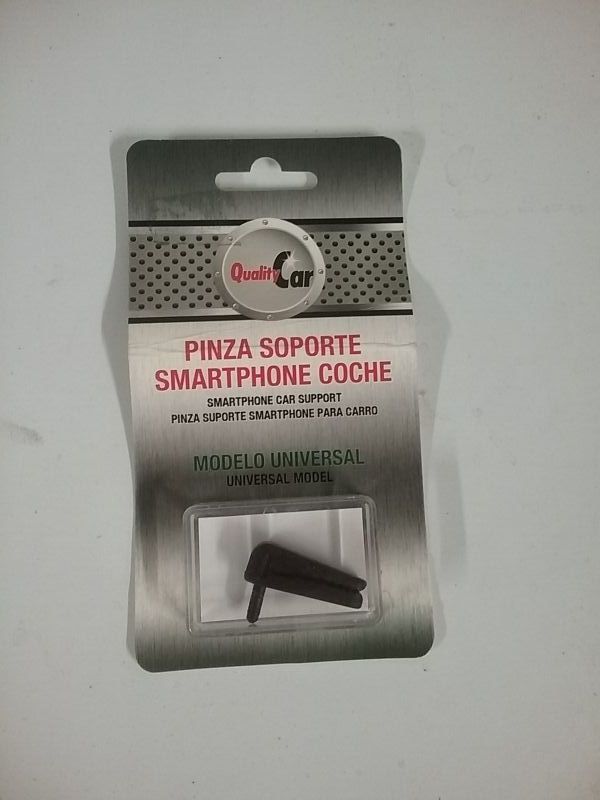 Quality Car
PINZA SOPORTE
SMARTPHONE COCHE
SMARTPHONE CAR SUPPORT
PINZA SUPORTE SMARTPHONE PARA CARRO
MODELO UNIVERSAL
UNIVERSAL MODEL